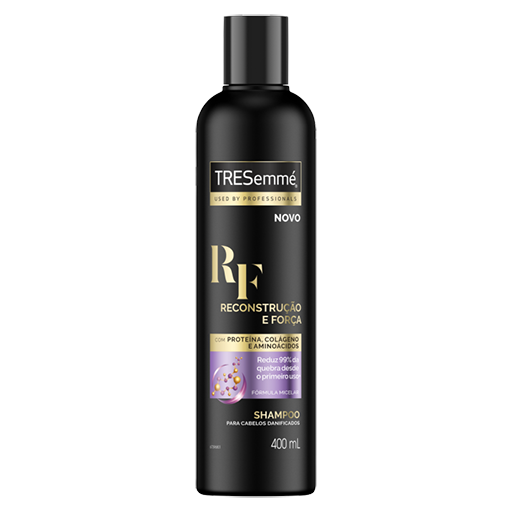 TRESemmé
USED BY PROFESSIONALS
NOVO
RF
RECONSTRUÇÃO
E FORÇA
COM PROTEÍNA, COLÁGENO
E AMINOÁCIDOS
Reduz 99% da
quebra desde
o primeiro uso
FÓRMULA MICELAR
SHAMPOO
PARA CABELOS DANIFICADOS
400 mL